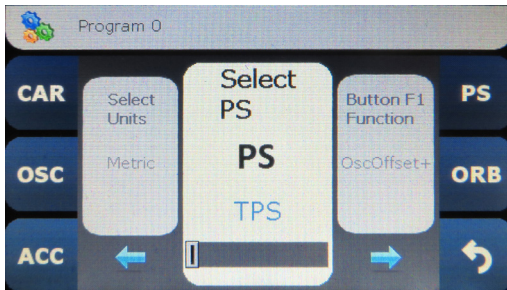 Program 0
CAR
OSC
ACC
Select
Units
Metric
Select
PS
PS
TPS
Button F1
Function
OscOffset+
PS
ORB